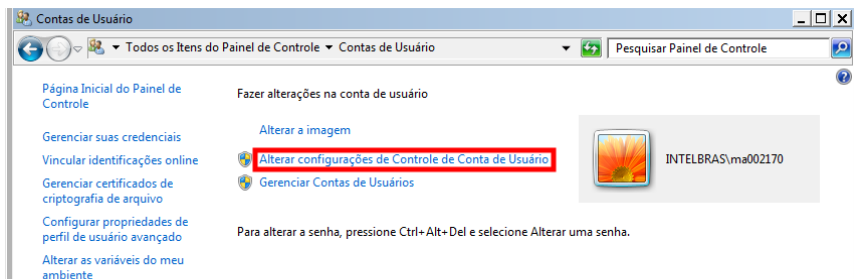 Contas de Usuário
Todos os Itens do Painel de Controle Contas de Usuário
Pesquisar Painel de Controle
Página Inicial do Painel de
Controle
Gerenciar suas credenciais
Vincular identificações online
Gerenciar certificados de
criptografia de arquivo
Configurar propriedades de
perfil de usuário avançado
Alterar as variáveis do meu
ambiente
Fazer alterações na conta de usuário
Alterar a imagem
Alterar configurações de Controle de Conta de Usuário
Gerenciar Contas de Usuários
INTELBRAS\ma002170
Para alterar a senha, pressione Ctrl+Alt+Del e selecione Alterar uma senha.